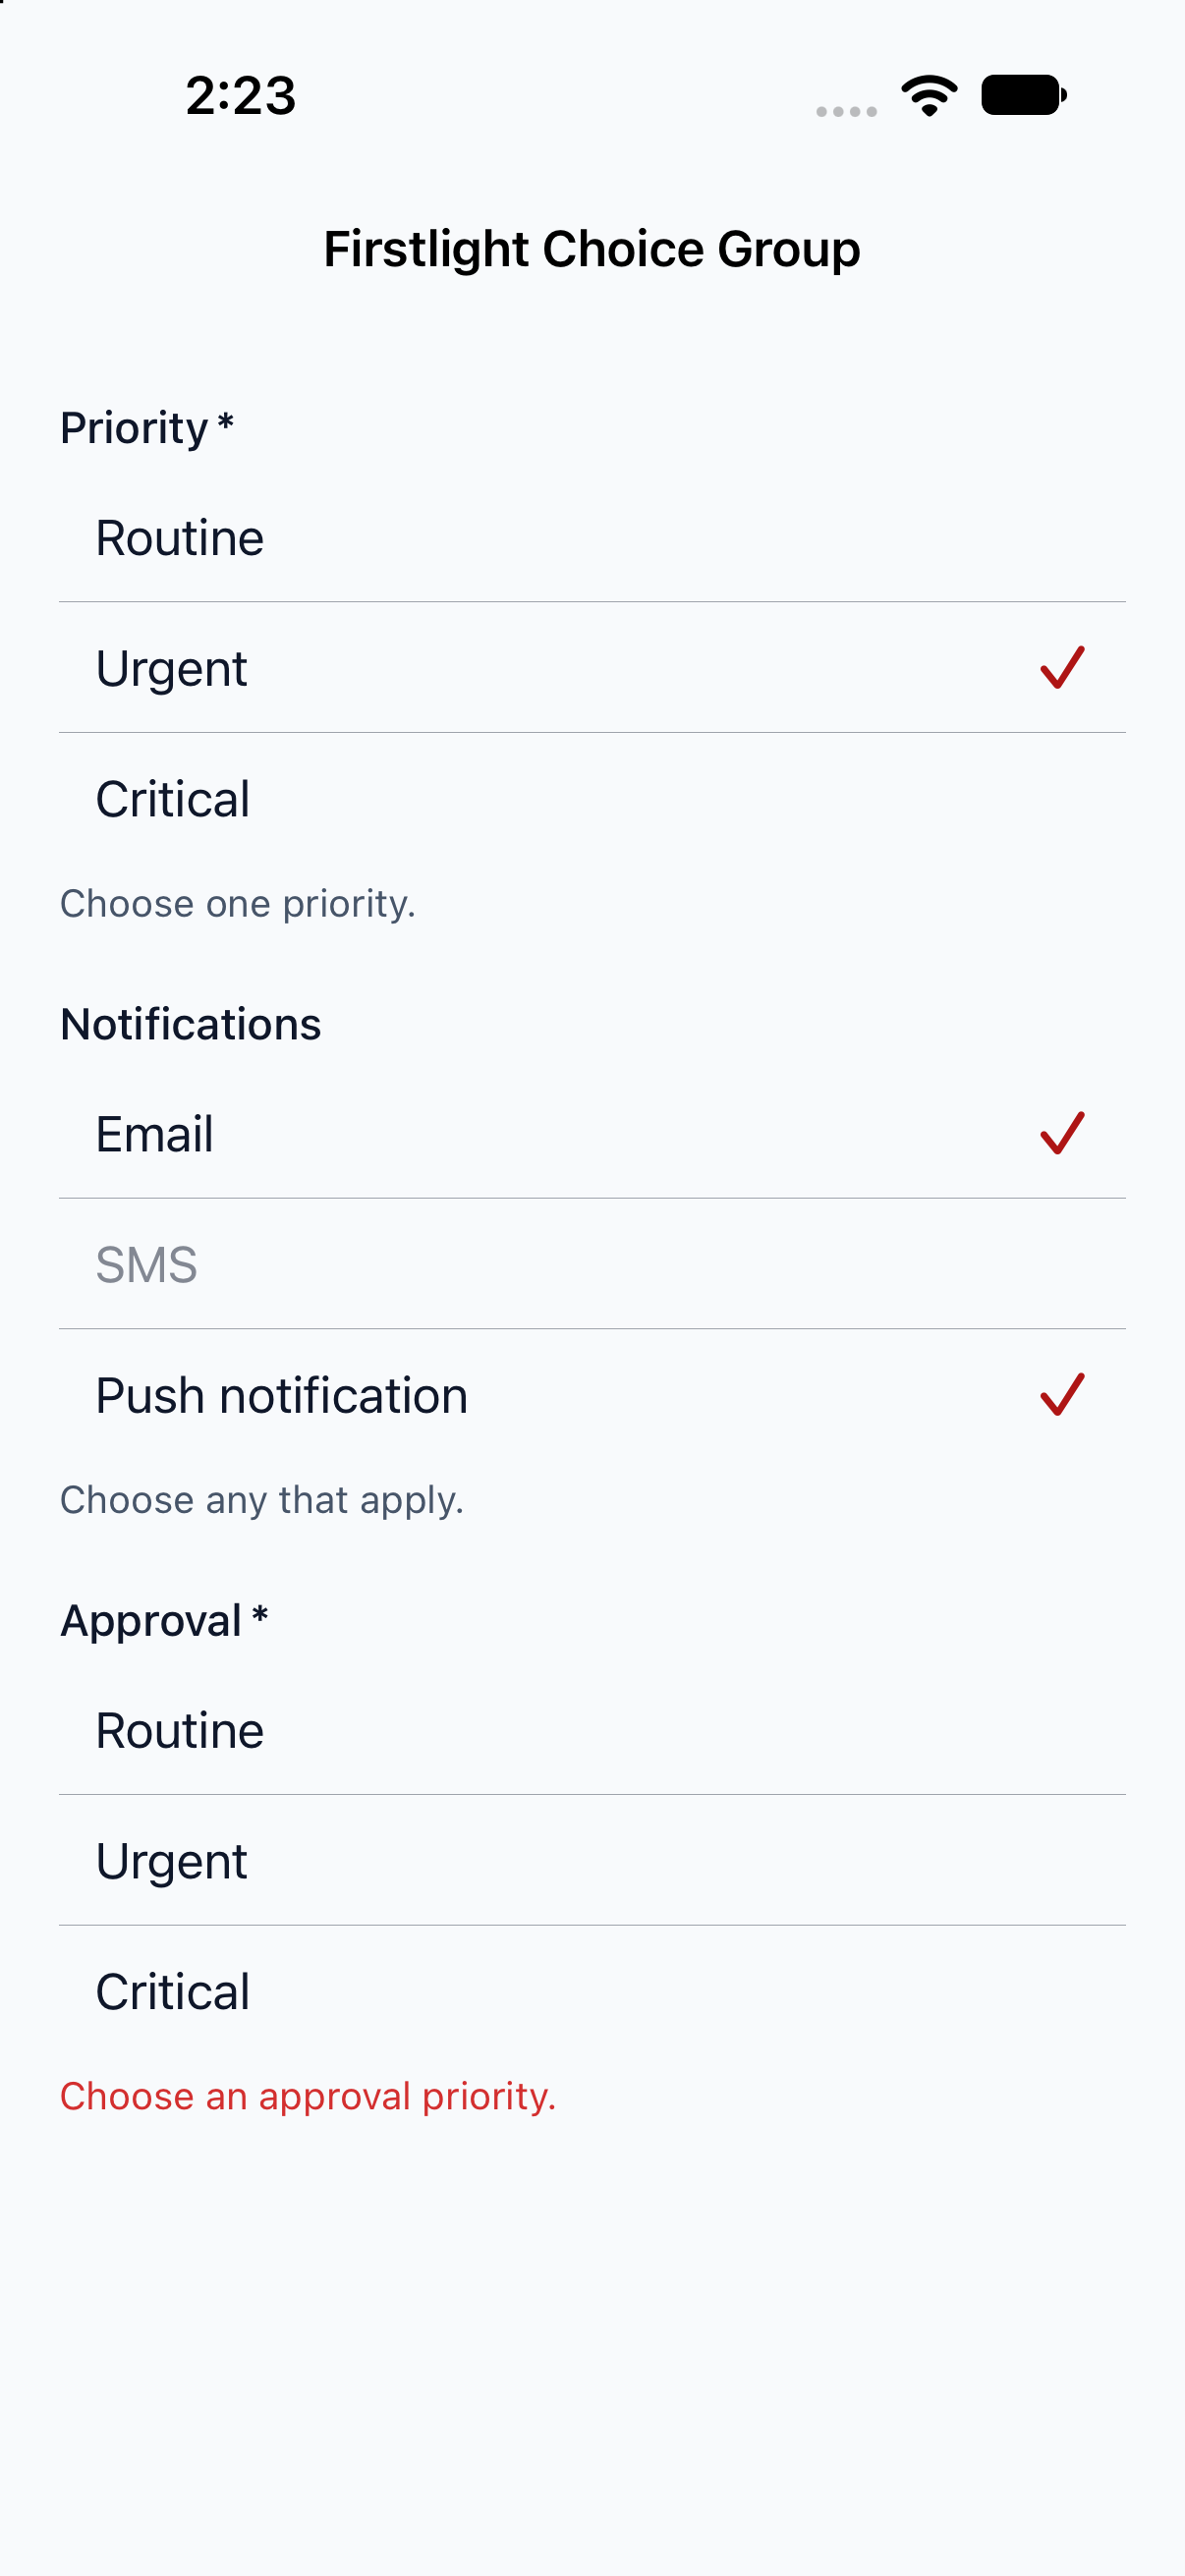 2:23
Firstlight Choice Group
Priority *
Routine
Urgent
Critical
Choose one priority.
Notifications
Email
SMS
Push notification
Choose any that apply.
Approval *
Routine
Urgent
Critical
Choose an approval priority.